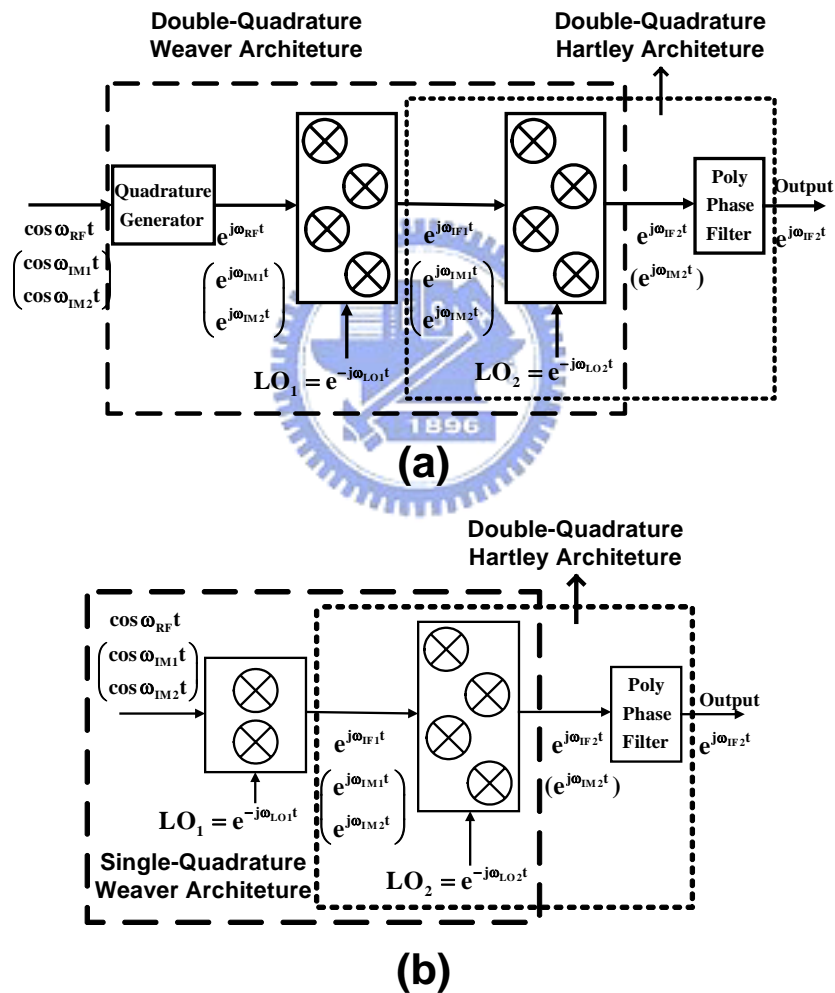 Double-Quadrature
Weaver Architeture
Double-Quadrature
Hartley Architeture
Quadrature
Generator
Poly
Phase
Filter
Output
cos ω_RF t
(cos ω_IM1 t
cos ω_IM2 t)
e^{jω_RF t}
(e^{jω_IM1 t}
e^{jω_IM2 t})
e^{jω_IF1 t}
(e^{jω_IM1 t}
e^{jω_IM2 t})
e^{jω_IF2 t}
(e^{jω_IM2 t})
e^{jω_IF2 t}
LO_1 = e^{-jω_LO1 t}
LO_2 = e^{-jω_LO2 t}
1896
(a)
Double-Quadrature
Hartley Architeture
cos ω_RF t
(cos ω_IM1 t
cos ω_IM2 t)
Poly
Phase
Filter
Output
e^{jω_IF1 t}
(e^{jω_IM1 t}
e^{jω_IM2 t})
e^{jω_IF2 t}
(e^{jω_IM2 t})
e^{jω_IF2 t}
LO_1 = e^{-jω_LO1 t}
LO_2 = e^{-jω_LO2 t}
Single-Quadrature
Weaver Architeture
(b)